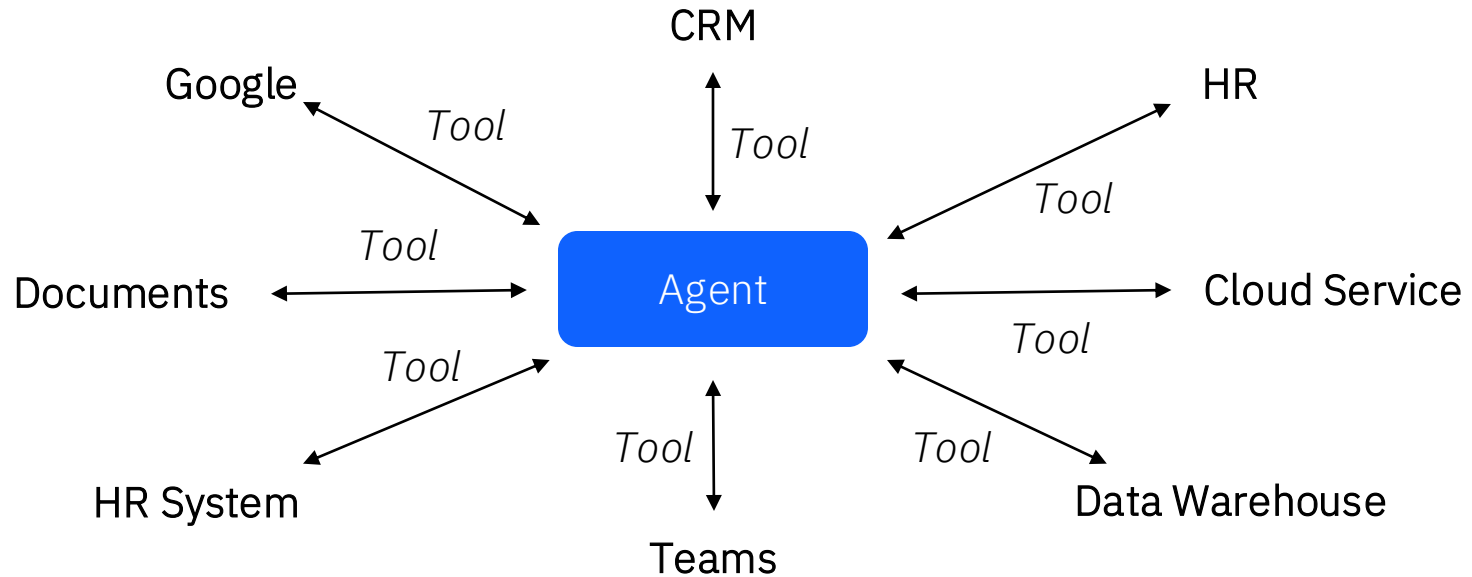 CRM
Google
HR
Tool
Tool
Tool
Tool
Documents
Agent
Cloud Service
Tool
Tool
Tool
Tool
HR System
Data Warehouse
Teams